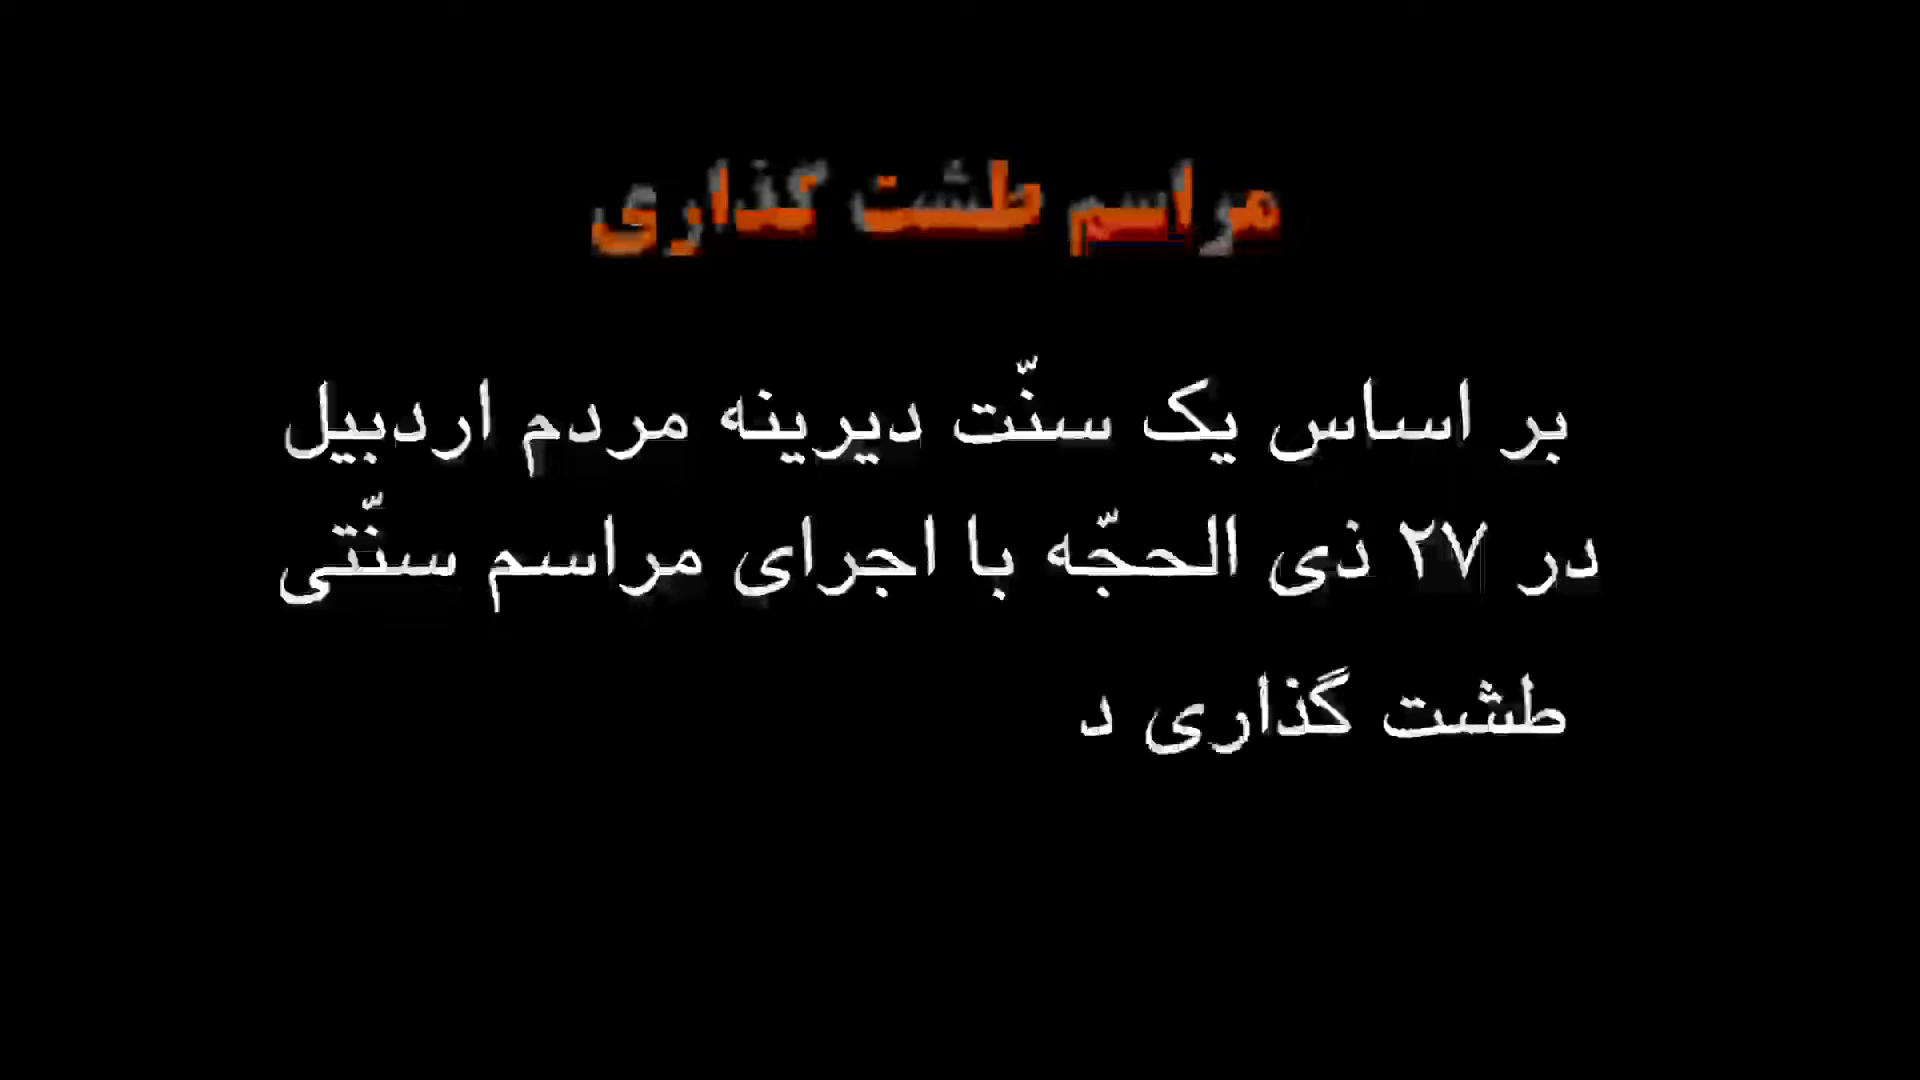 مراسم طشت گذاری
بر اساس یک سنّت دیرینه مردم اردبیل
در ۲۷ ذی الحجّه با اجرای مراسم سنّتی
طشت گذاری د